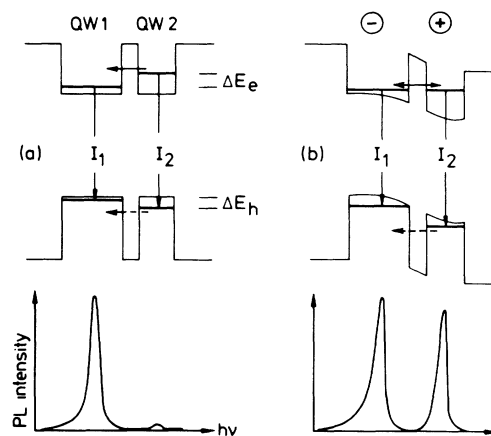 QW1 QW2
ΔEe
(a) I1 I2
ΔEh
PL intensity
hν
⊖ ⊕
(b) I1 I2